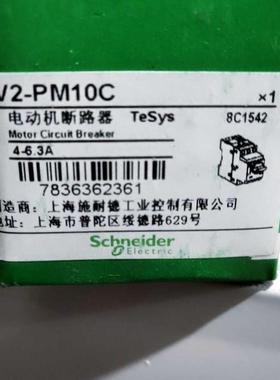 V2-PM10C
×1
电动机断路器 TeSys 8C1542
Motor Circuit Breaker
4-6.3A
7836362361
制造商：上海施耐德工业控制有限公司
地址：上海市普陀区绥德路629号
Schneider
Electric